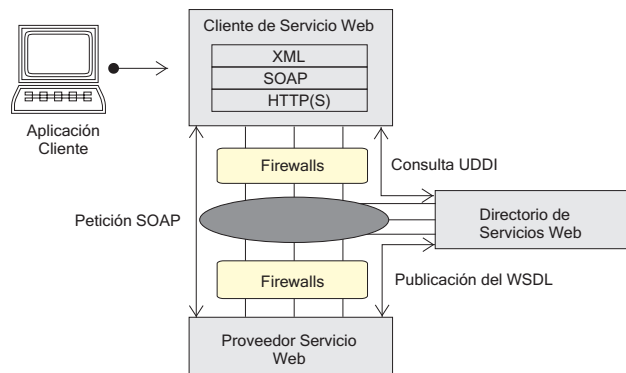 Cliente de Servicio Web
XML
SOAP
HTTP(S)
Aplicación
Cliente
Firewalls
Consulta UDDI
Petición SOAP
Directorio de
Servicios Web
Firewalls
Publicación del WSDL
Proveedor Servicio
Web